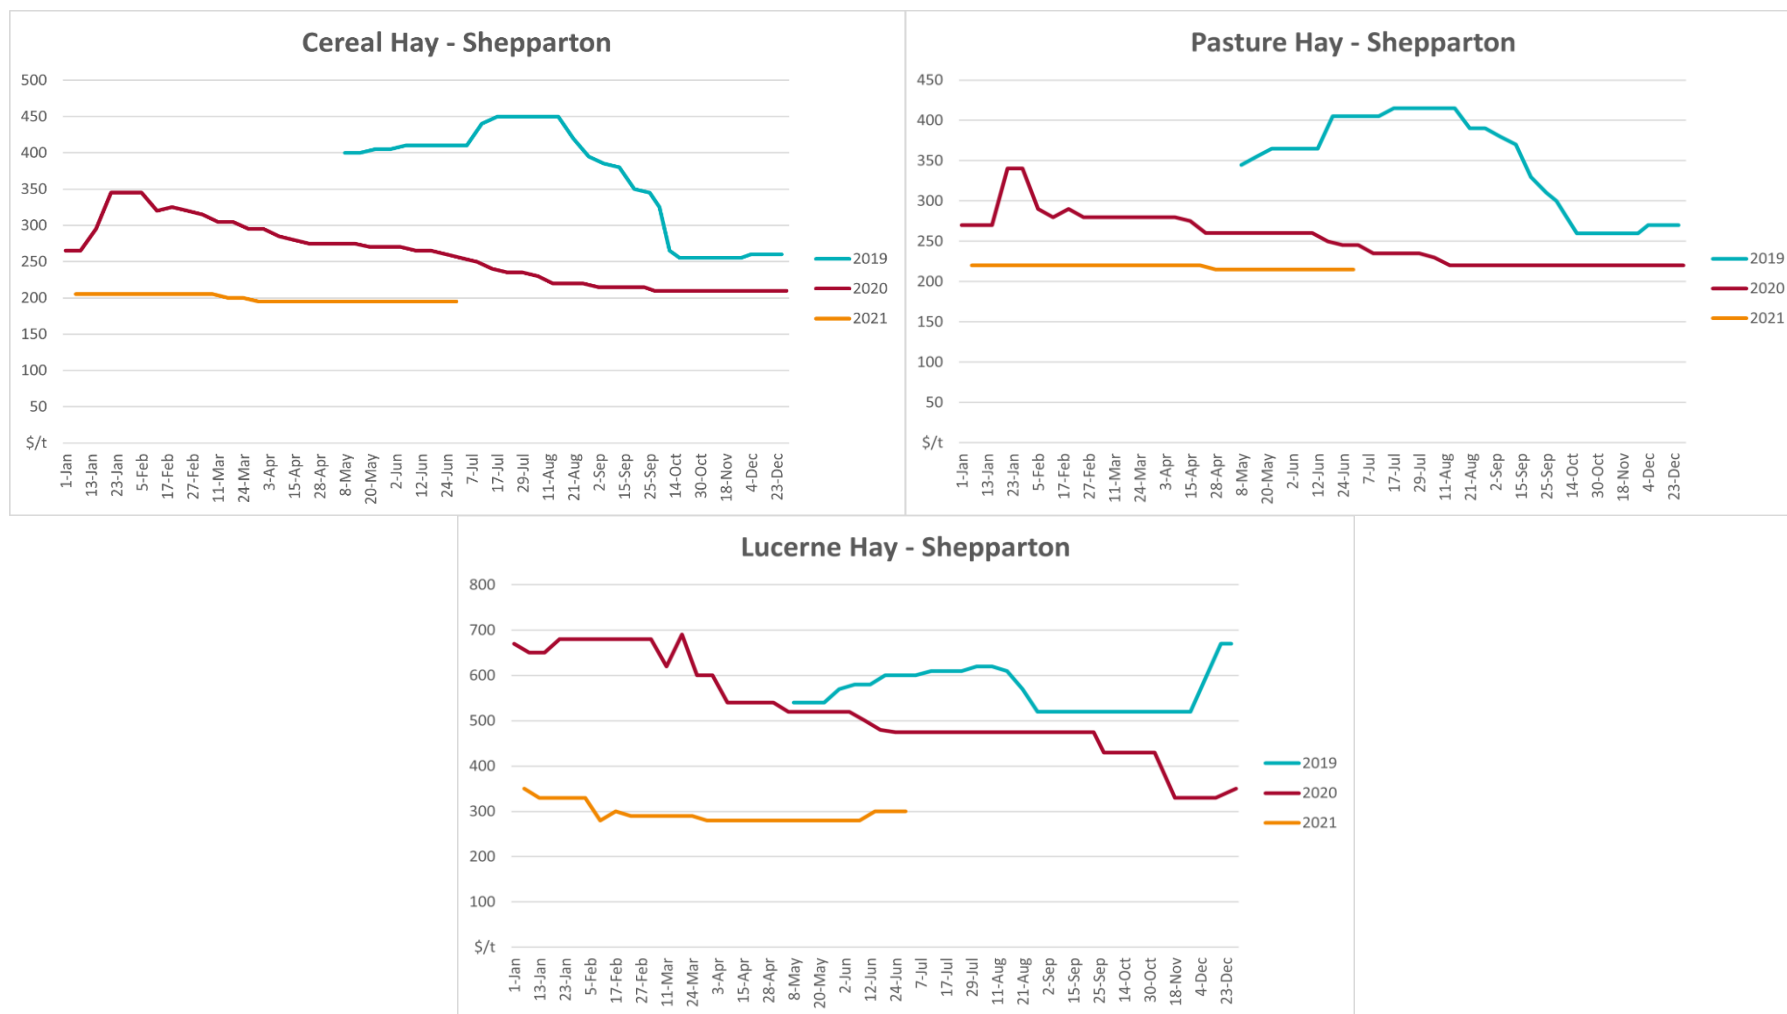 Cereal Hay - Shepparton
500
450
400
350
300
250
200
150
100
50
$/t
1-Jan
13-Jan
23-Jan
5-Feb
17-Feb
27-Feb
11-Mar
24-Mar
3-Apr
15-Apr
28-Apr
8-May
20-May
2-Jun
12-Jun
24-Jun
7-Jul
17-Jul
29-Jul
11-Aug
21-Aug
2-Sep
15-Sep
25-Sep
14-Oct
30-Oct
18-Nov
4-Dec
23-Dec
2019
2020
2021
Pasture Hay - Shepparton
450
400
350
300
250
200
150
100
50
$/t
1-Jan
13-Jan
23-Jan
5-Feb
17-Feb
27-Feb
11-Mar
24-Mar
3-Apr
15-Apr
28-Apr
8-May
20-May
2-Jun
12-Jun
24-Jun
7-Jul
17-Jul
29-Jul
11-Aug
21-Aug
2-Sep
15-Sep
25-Sep
14-Oct
30-Oct
18-Nov
4-Dec
23-Dec
2019
2020
2021
Lucerne Hay - Shepparton
800
700
600
500
400
300
200
100
$/t
1-Jan
13-Jan
23-Jan
5-Feb
17-Feb
27-Feb
11-Mar
24-Mar
3-Apr
15-Apr
28-Apr
8-May
20-May
2-Jun
12-Jun
24-Jun
7-Jul
17-Jul
29-Jul
11-Aug
21-Aug
2-Sep
15-Sep
25-Sep
14-Oct
30-Oct
18-Nov
4-Dec
23-Dec
2019
2020
2021